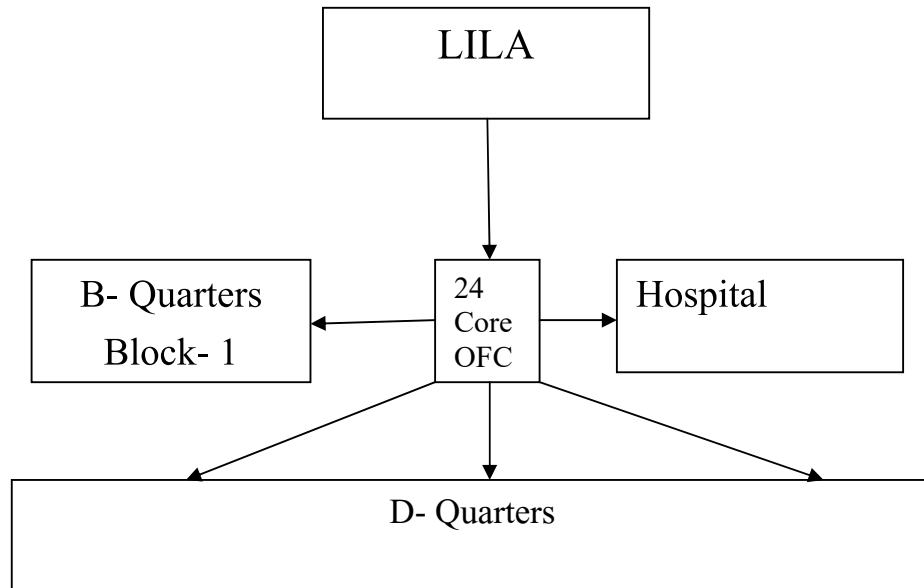 LILA
B- Quarters
Block- 1
24
Core
OFC
Hospital
D- Quarters